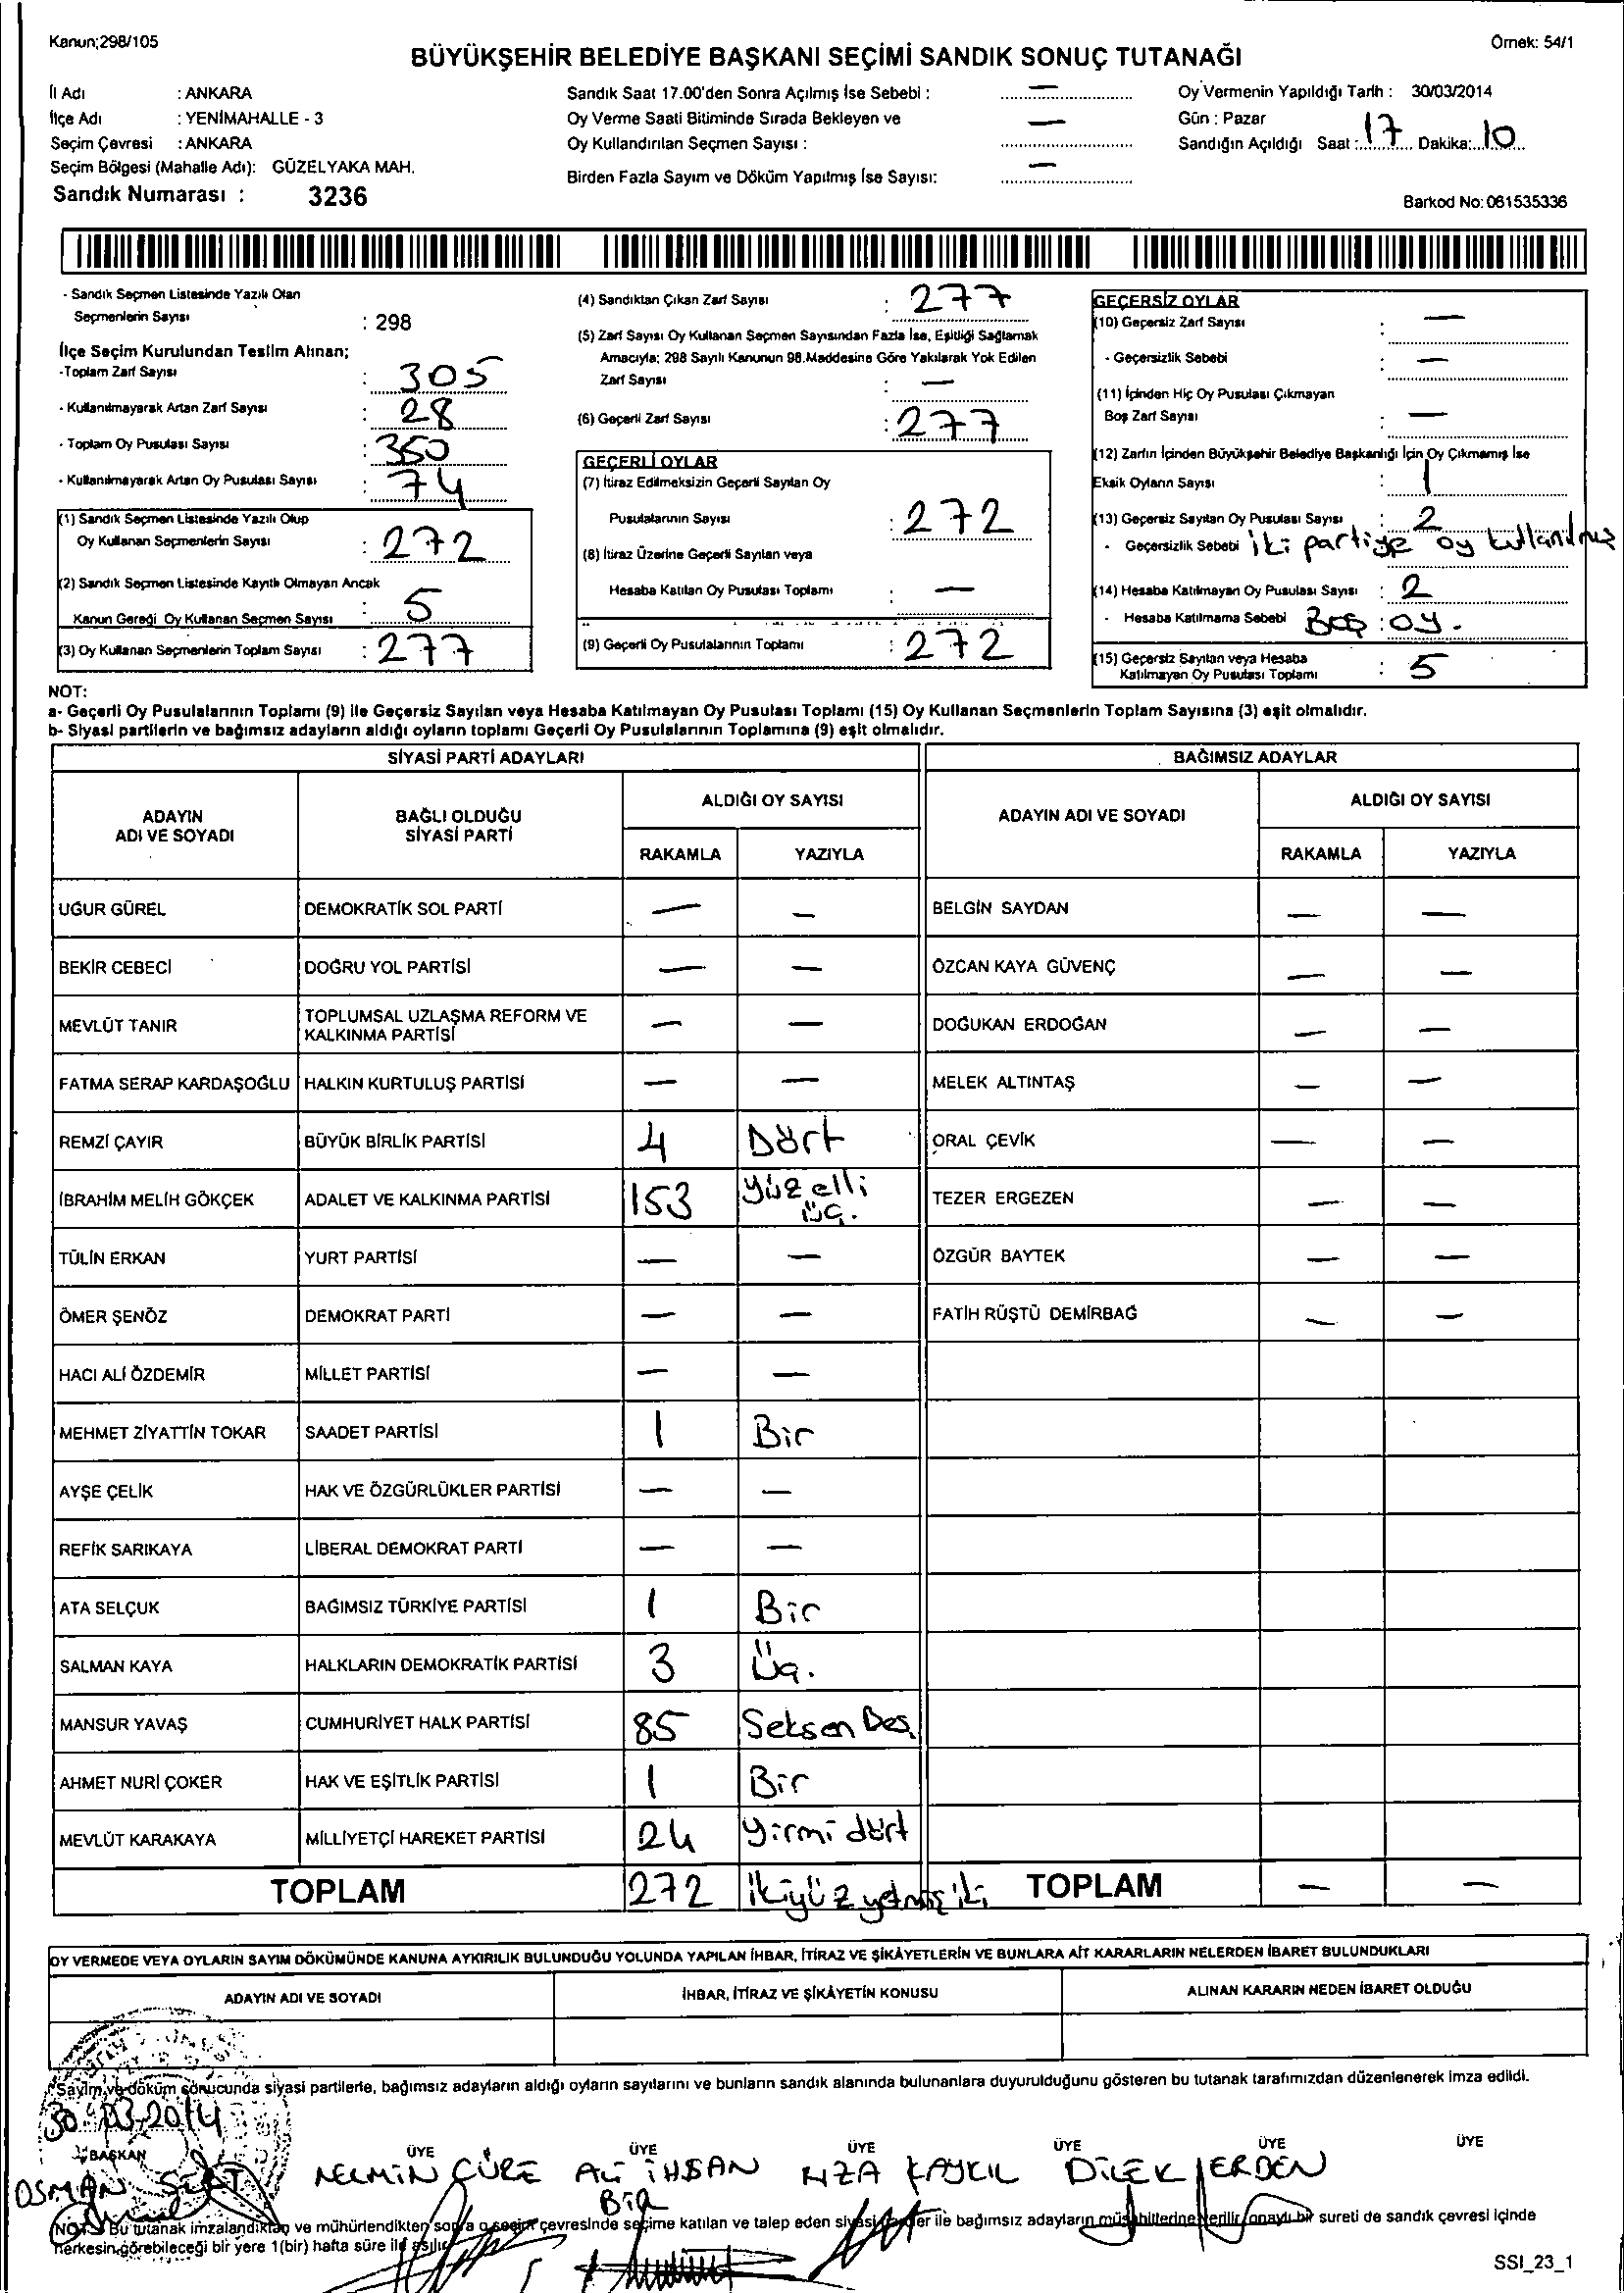 Kanun;298/105
Örnek: 54/1
BÜYÜKŞEHİR BELEDİYE BAŞKANI SEÇİMİ SANDIK SONUÇ TUTANAĞI
İl Adı : ANKARA
İlçe Adı : YENİMAHALLE - 3
Seçim Çevresi : ANKARA
Seçim Bölgesi (Mahalle Adı): GÜZELYAKA MAH.
Sandık Numarası : 3236
Sandık Saat 17.00'den Sonra Açılmış İse Sebebi : —
Oy Verme Saati Bitiminde Sırada Bekleyen ve
Oy Kullandırılan Seçmen Sayısı : —
Birden Fazla Sayım ve Döküm Yapılmış İse Sayısı: —
Oy Vermenin Yapıldığı Tarih : 30/03/2014
Gün : Pazar
Sandığın Açıldığı Saat : 17 Dakika: 10
Barkod No: 061535336
- Sandık Seçmen Listesinde Yazılı Olan
Seçmenlerin Sayısı : 298
İlçe Seçim Kurulundan Teslim Alınan;
-Toplam Zarf Sayısı : 305
- Kullanılmayarak Artan Zarf Sayısı : 28
- Toplam Oy Pusulası Sayısı : 350
- Kullanılmayarak Artan Oy Pusulası Sayısı : 74
(1) Sandık Seçmen Listesinde Yazılı Olup
Oy Kullanan Seçmenlerin Sayısı : 272
(2) Sandık Seçmen Listesinde Kayıtlı Olmayan Ancak
Kanun Gereği Oy Kullanan Seçmen Sayısı : 5
(3) Oy Kullanan Seçmenlerin Toplam Sayısı : 277
(4) Sandıktan Çıkan Zarf Sayısı : 277
(5) Zarf Sayısı Oy Kullanan Seçmen Sayısından Fazla İse, Eşitliği Sağlamak
Amacıyla; 298 Sayılı Kanunun 98.Maddesine Göre Yakılarak Yok Edilen
Zarf Sayısı : —
(6) Geçerli Zarf Sayısı : 277
GEÇERLİ OYLAR
(7) İtiraz Edilmeksizin Geçerli Sayılan Oy
Pusulalarının Sayısı : 272
(8) İtiraz Üzerine Geçerli Sayılan veya
Hesaba Katılan Oy Pusulası Toplamı : —
(9) Geçerli Oy Pusulalarının Toplamı : 272
GEÇERSİZ OYLAR
(10) Geçersiz Zarf Sayısı : —
- Geçersizlik Sebebi : —
(11) İçinden Hiç Oy Pusulası Çıkmayan
Boş Zarf Sayısı : —
(12) Zarfın İçinden Büyükşehir Belediye Başkanlığı İçin Oy Çıkmamış İse
Eksik Oyların Sayısı : 1
(13) Geçersiz Sayılan Oy Pusulası Sayısı : 2
- Geçersizlik Sebebi iki partiye oy kullanılmış
(14) Hesaba Katılmayan Oy Pusulası Sayısı : 2
- Hesaba Katılmama Sebebi Boş : oy.
(15) Geçersiz Sayılan veya Hesaba
Katılmayan Oy Pusulası Toplamı : 5
NOT:
a- Geçerli Oy Pusulalarının Toplamı (9) ile Geçersiz Sayılan veya Hesaba Katılmayan Oy Pusulası Toplamı (15) Oy Kullanan Seçmenlerin Toplam Sayısına (3) eşit olmalıdır.
b- Siyasi partilerin ve bağımsız adayların aldığı oyların toplamı Geçerli Oy Pusulalarının Toplamına (9) eşit olmalıdır.
SİYASİ PARTİ ADAYLARI BAĞIMSIZ ADAYLAR
ADAYIN ADI VE SOYADI BAĞLI OLDUĞU SİYASİ PARTİ ALDIĞI OY SAYISI ADAYIN ADI VE SOYADI ALDIĞI OY SAYISI
RAKAMLA YAZIYLA RAKAMLA YAZIYLA
UĞUR GÜREL DEMOKRATİK SOL PARTİ — — BELGİN SAYDAN — —
BEKİR CEBECİ DOĞRU YOL PARTİSİ — — ÖZCAN KAYA GÜVENÇ — —
MEVLÜT TANIR TOPLUMSAL UZLAŞMA REFORM VE KALKINMA PARTİSİ — — DOĞUKAN ERDOĞAN — —
FATMA SERAP KARDAŞOĞLU HALKIN KURTULUŞ PARTİSİ — — MELEK ALTINTAŞ — —
REMZİ ÇAYIR BÜYÜK BİRLİK PARTİSİ 4 Dört ORAL ÇEVİK — —
İBRAHİM MELİH GÖKÇEK ADALET VE KALKINMA PARTİSİ 153 yüz elli üç. TEZER ERGEZEN — —
TÜLİN ERKAN YURT PARTİSİ — — ÖZGÜR BAYTEK — —
ÖMER ŞENÖZ DEMOKRAT PARTİ — — FATİH RÜŞTÜ DEMİRBAĞ — —
HACI ALİ ÖZDEMİR MİLLET PARTİSİ — —
MEHMET ZİYATTİN TOKAR SAADET PARTİSİ 1 Bir
AYŞE ÇELİK HAK VE ÖZGÜRLÜKLER PARTİSİ — —
REFİK SARIKAYA LİBERAL DEMOKRAT PARTİ — —
ATA SELÇUK BAĞIMSIZ TÜRKİYE PARTİSİ 1 Bir
SALMAN KAYA HALKLARIN DEMOKRATİK PARTİSİ 3 Üç.
MANSUR YAVAŞ CUMHURİYET HALK PARTİSİ 85 Seksen Beş
AHMET NURİ ÇOKER HAK VE EŞİTLİK PARTİSİ 1 Bir
MEVLÜT KARAKAYA MİLLİYETÇİ HAREKET PARTİSİ 24 yirmi dört
TOPLAM 272 ikiyüz yetmiş iki TOPLAM — —
OY VERMEDE VEYA OYLARIN SAYIM DÖKÜMÜNDE KANUNA AYKIRILIK BULUNDUĞU YOLUNDA YAPILAN İHBAR, İTİRAZ VE ŞİKÂYETLERİN VE BUNLARA AİT KARARLARIN NELERDEN İBARET BULUNDUKLARI
ADAYIN ADI VE SOYADI İHBAR, İTİRAZ VE ŞİKÂYETİN KONUSU ALINAN KARARIN NEDEN İBARET OLDUĞU
Sayım ve döküm sonucunda siyasi partilerle, bağımsız adayların aldığı oyların sayılarını ve bunların sandık alanında bulunanlara duyurulduğunu gösteren bu tutanak tarafımızdan düzenlenerek imza edildi.
30.03.2014
BAŞKAN ÜYE ÜYE ÜYE ÜYE ÜYE ÜYE
OSMAN NERMİN ALİ İHSAN RIZA DİLEK ERDEN
BİR
NOT: Bu tutanak imzalandıktan ve mühürlendikten sonra o seçim çevresinde seçime katılan ve talep eden siyasi partiler ile bağımsız adayların müşahitlerine verilir, onaylı bir sureti de sandık çevresi içinde
herkesin görebileceği bir yere 1(bir) hafta süre ile asılır.
SSI_23_1